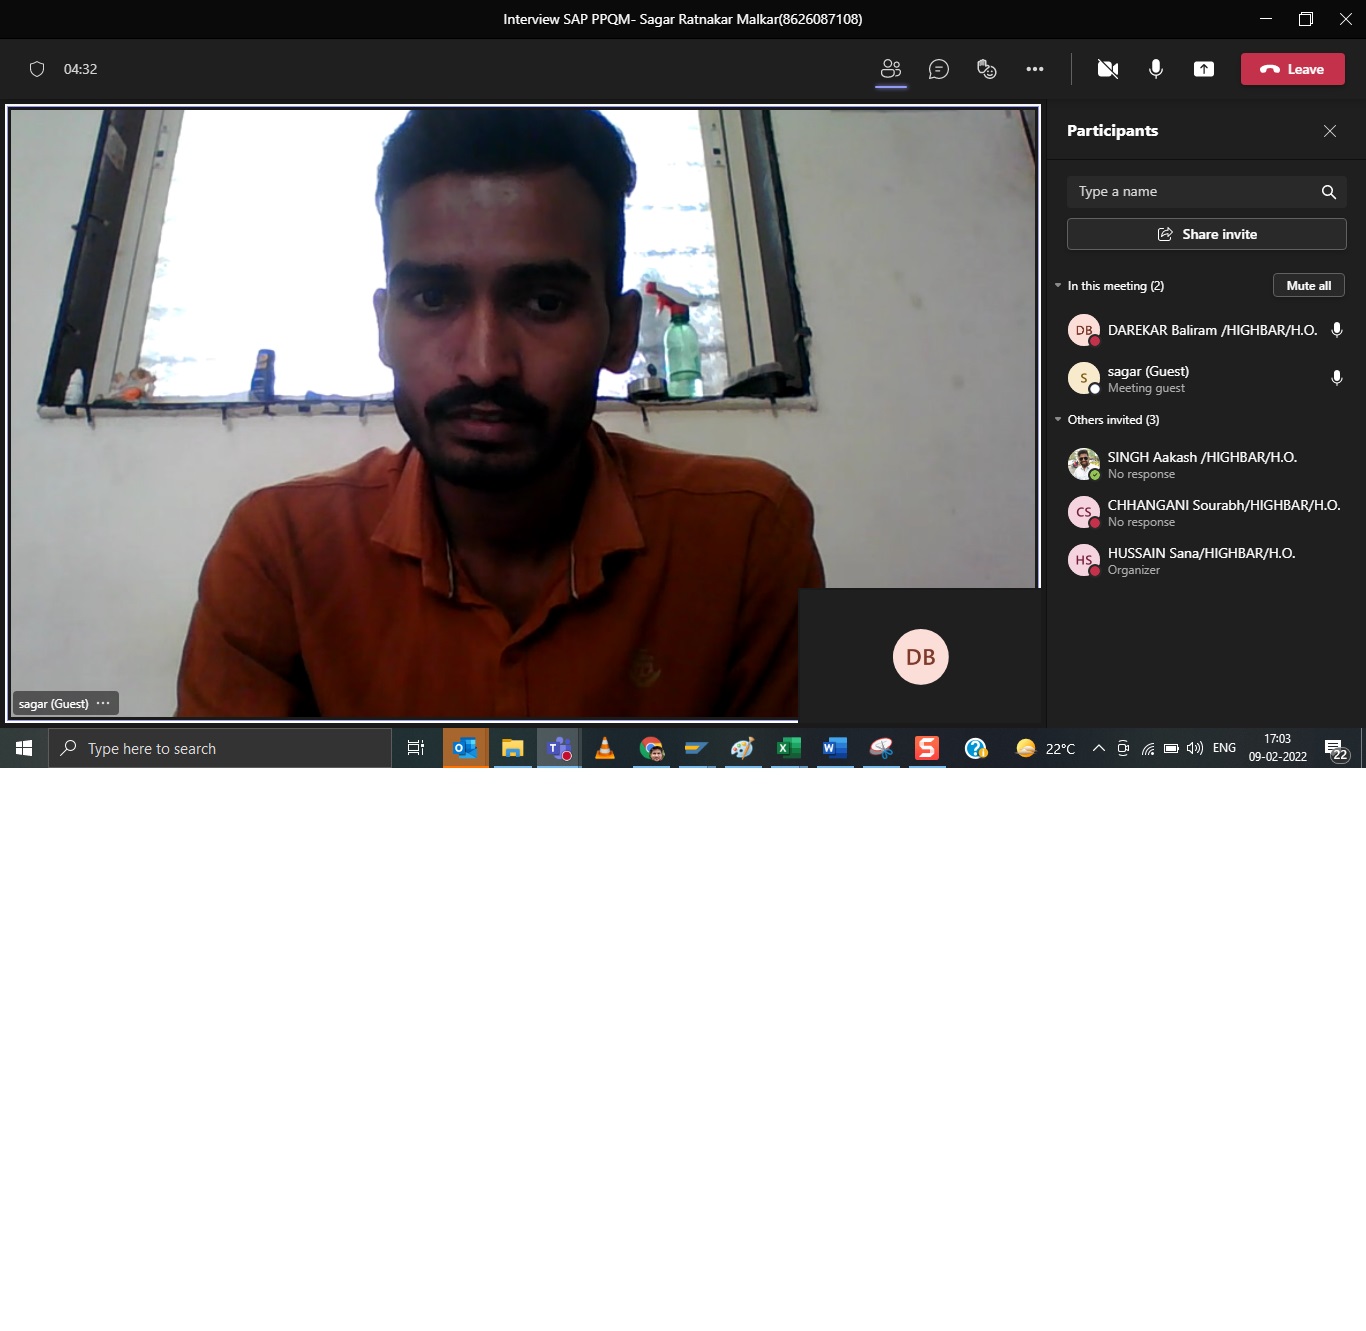 Interview SAP PPQM- Sagar Ratnakar Malkar(8626087108)
04:32
Leave
Participants
Type a name
Share invite
In this meeting (2)
Mute all
DB
DAREKAR Baliram /HIGHBAR/H.O.
S
sagar (Guest)
Meeting guest
Others invited (3)
SINGH Aakash /HIGHBAR/H.O.
No response
CS
CHHANGANI Sourabh/HIGHBAR/H.O.
No response
HS
HUSSAIN Sana/HIGHBAR/H.O.
Organizer
DB
sagar (Guest) ...
Type here to search
22°C
ENG
17:03
09-02-2022
22